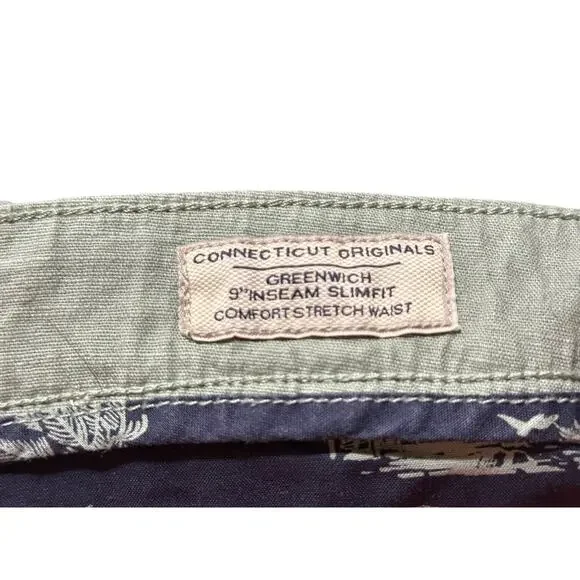 CONNECTICUT ORIGINALS
GREENWICH
9" INSEAM SLIMFIT
COMFORT STRETCH WAIST